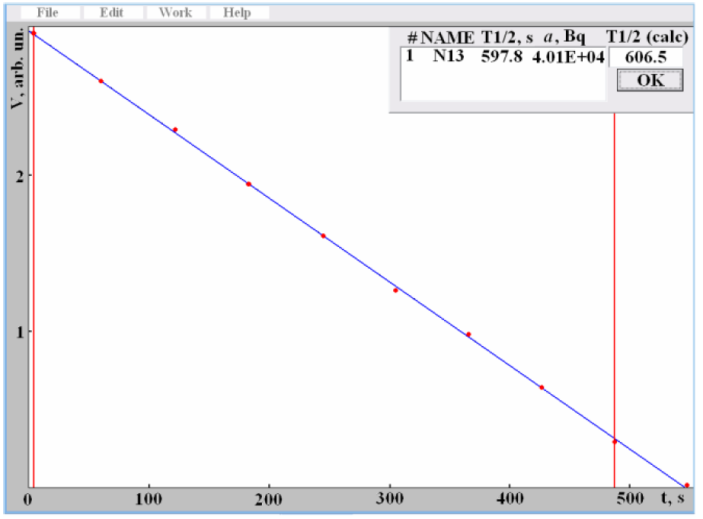 File Edit Work Help
V, arb. un.
# NAME T1/2, s a, Bq T1/2 (calc)
1 N13 597.8 4.01E+04 606.5
OK
2
1
0 100 200 300 400 500 t, s